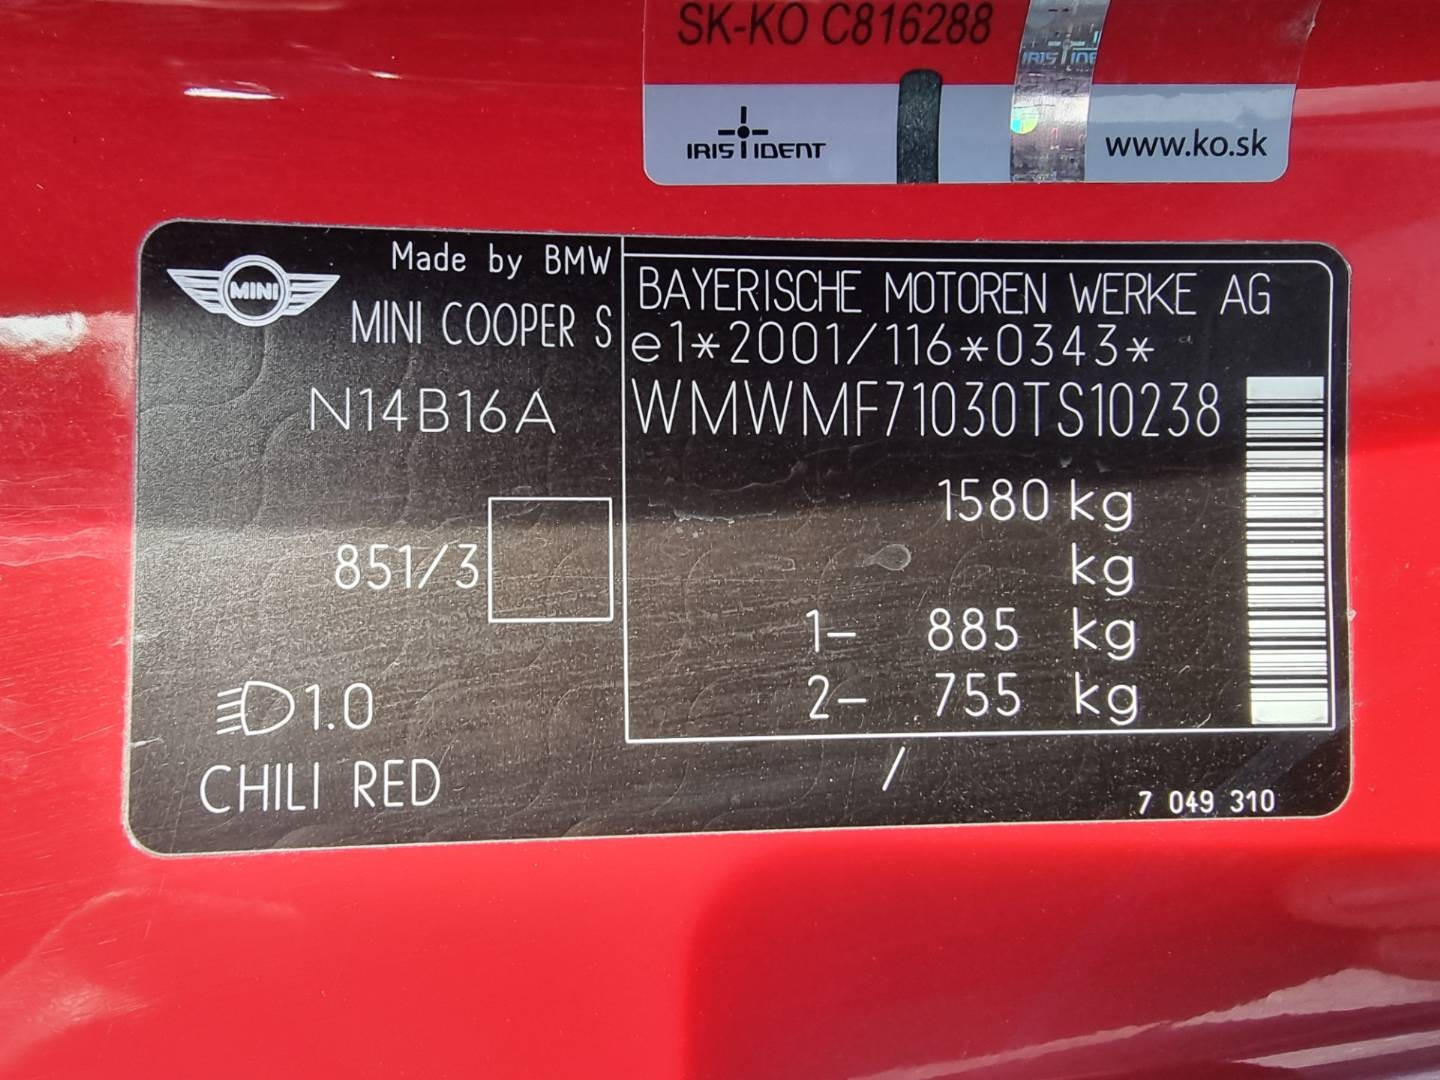 SK-KO C816288
IRIS IDENT
IRIS IDE
www.ko.sk
MINI
Made by BMW
MINI COOPER S
N14B16A
851/3
1.0
CHILI RED
BAYERISCHE MOTOREN WERKE AG
e1*2001/116*0343*
WMWMF71030TS10238
1580 kg
kg
1- 885 kg
2- 755 kg
/
7 049 310